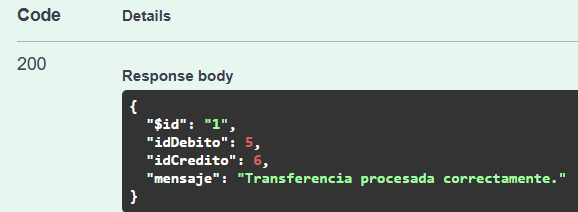 Code Details
200
Response body
{
  "$id": "1",
  "idDebito": 5,
  "idCredito": 6,
  "mensaje": "Transferencia procesada correctamente."
}